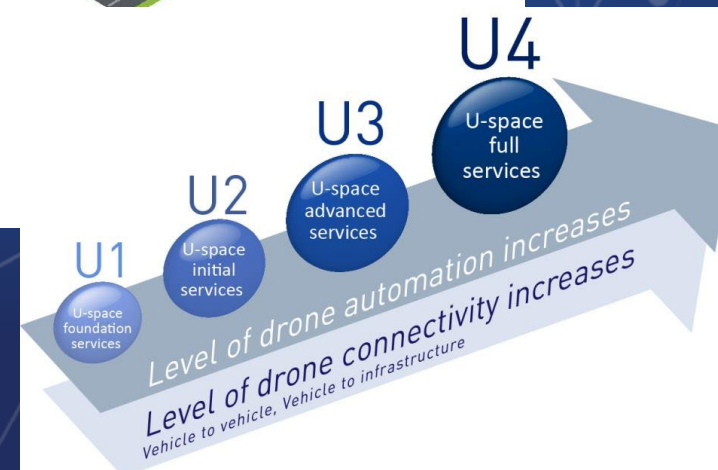 U4
U-space
full
services
U3
U-space
advanced
services
U2
U-space
initial
services
U1
U-space
foundation
services
Level of drone automation increases
Level of drone connectivity increases
Vehicle to vehicle, Vehicle to infrastructure